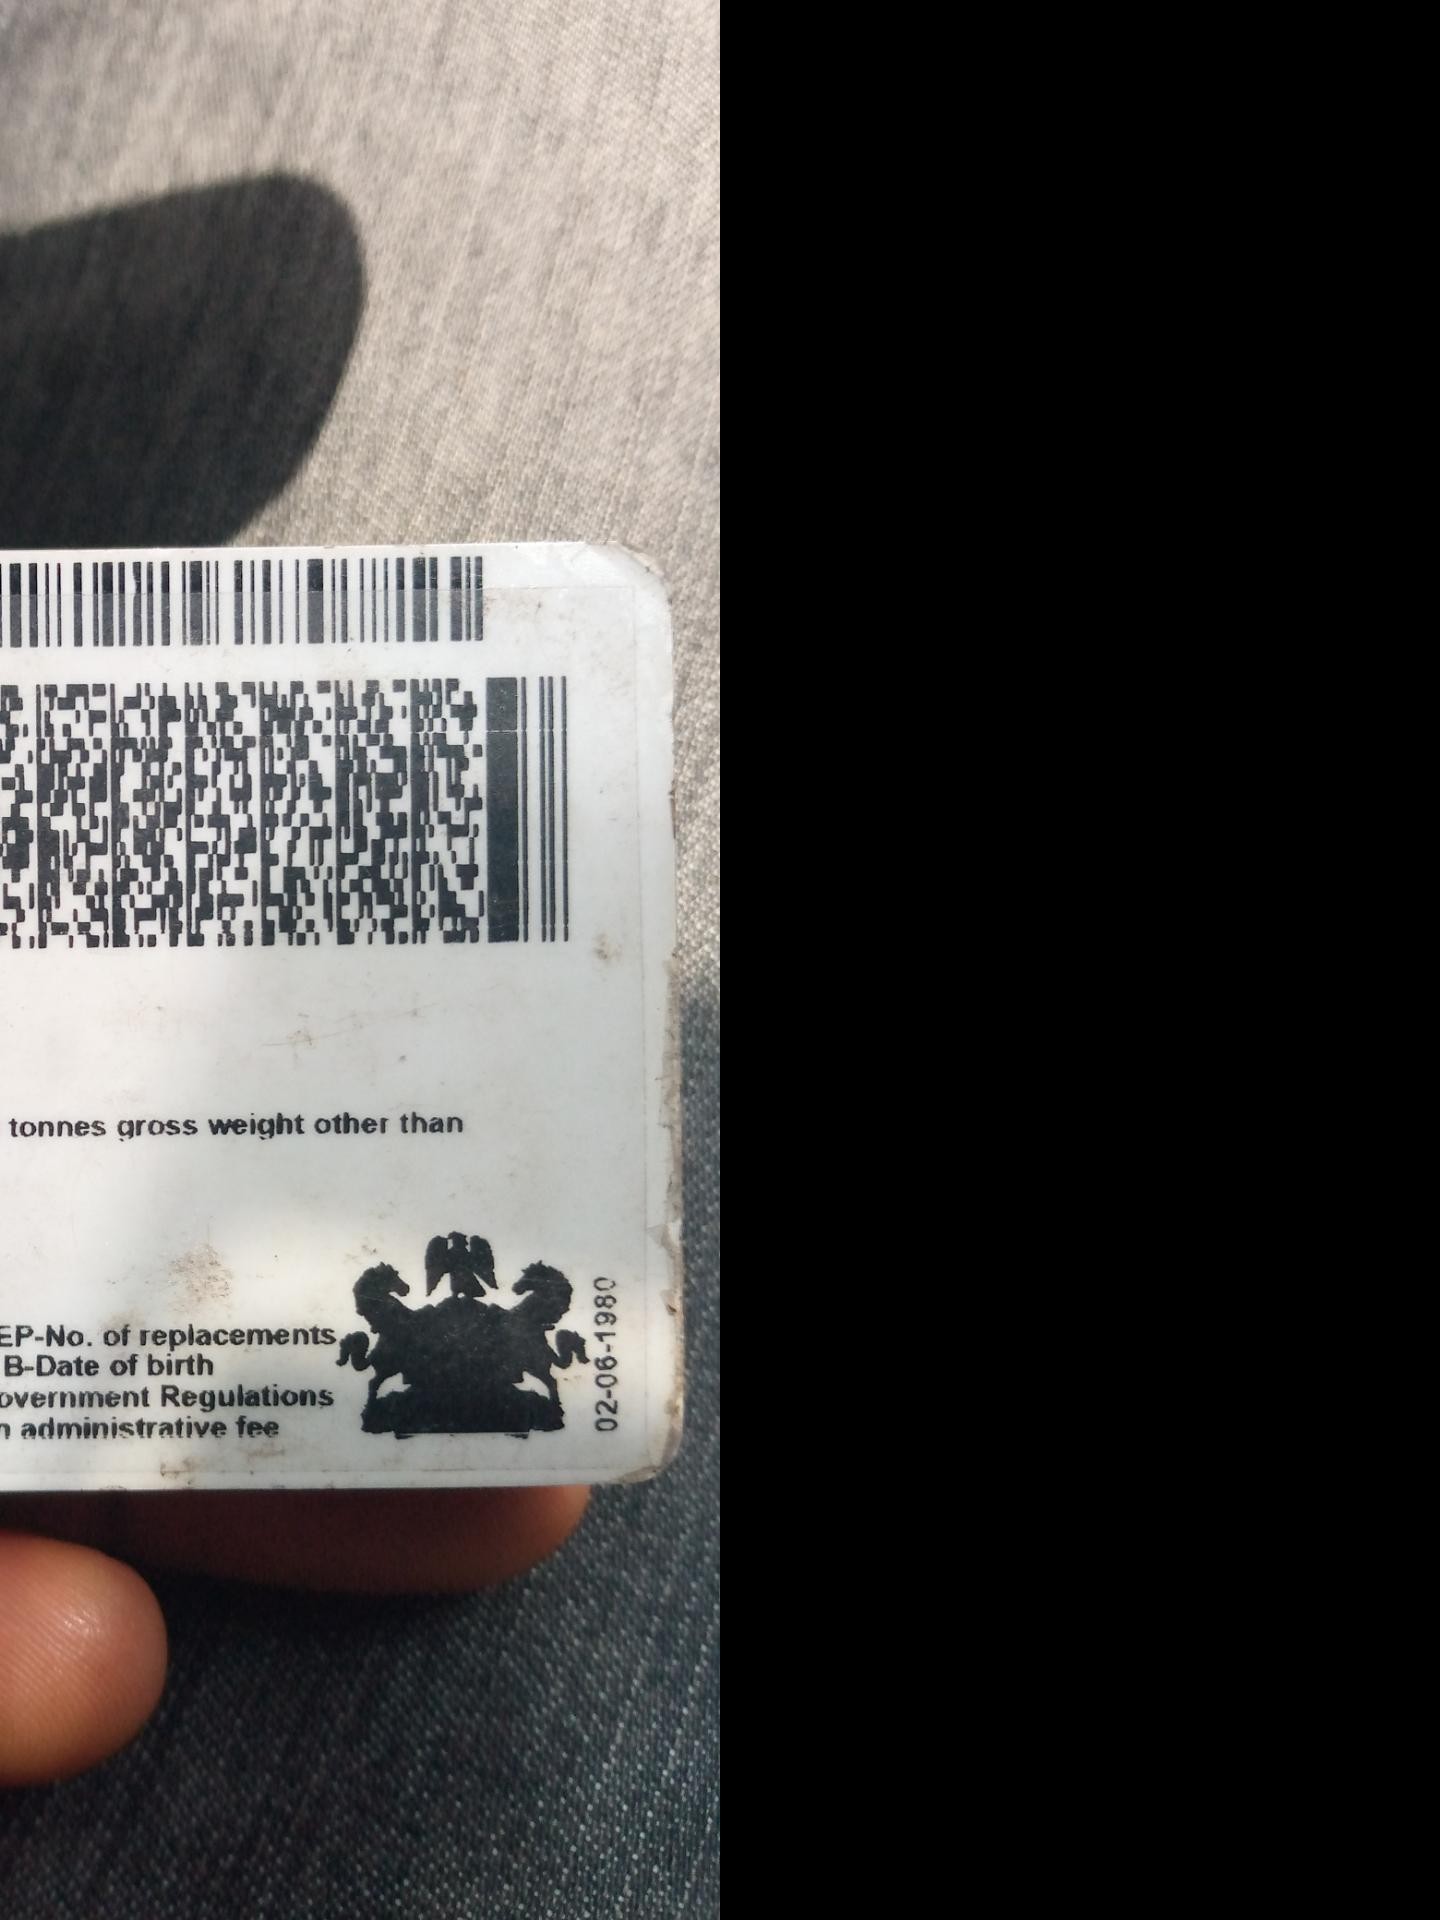 tonnes gross weight other than
EP-No. of replacements
B-Date of birth
overnment Regulations
n administrative fee
02-06-1980